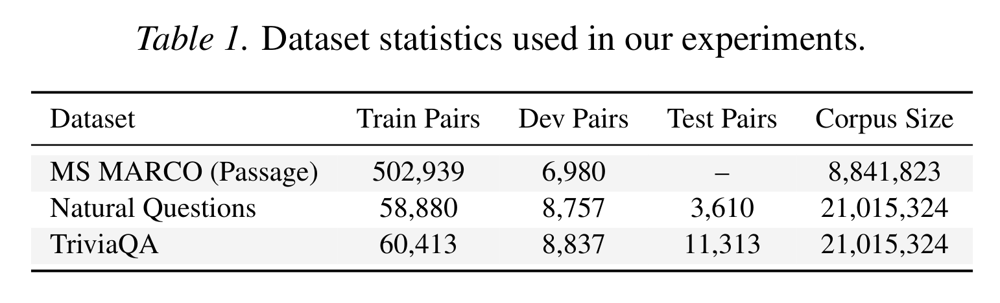 Table 1. Dataset statistics used in our experiments.
Dataset Train Pairs Dev Pairs Test Pairs Corpus Size
MS MARCO (Passage) 502,939 6,980 – 8,841,823
Natural Questions 58,880 8,757 3,610 21,015,324
TriviaQA 60,413 8,837 11,313 21,015,324